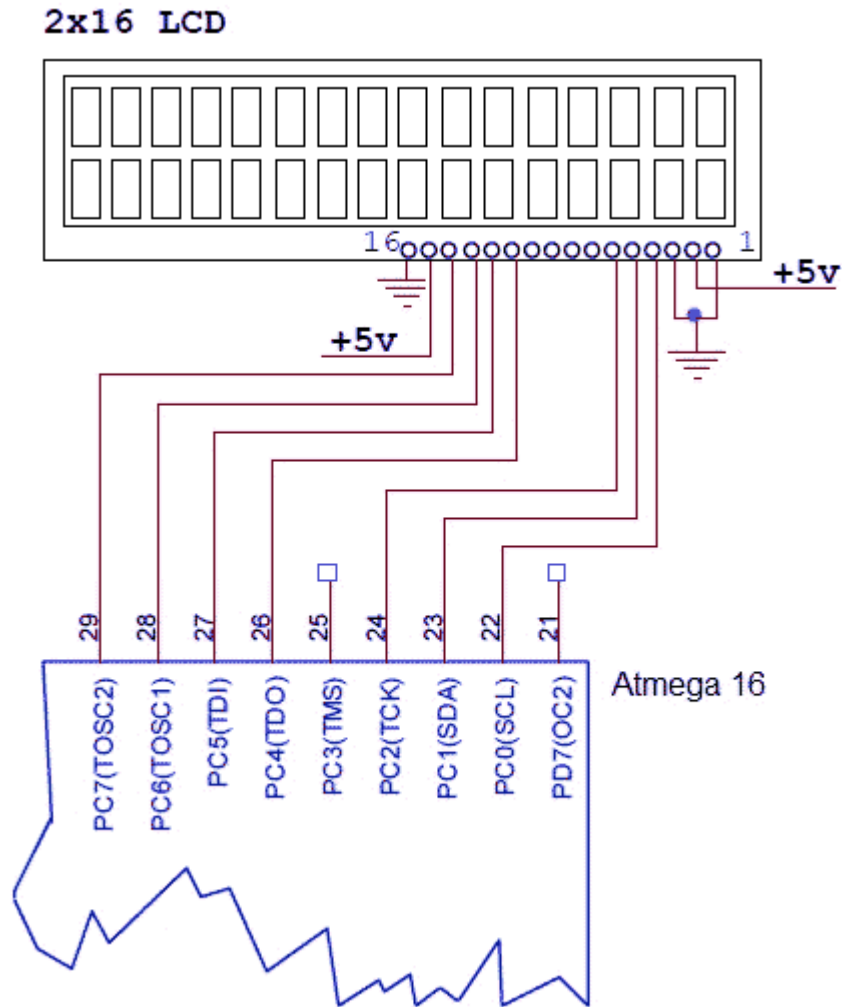 2x16 LCD
16 1
+5v
+5v
29 28 27 26 25 24 23 22 21
Atmega 16
PC7(TOSC2)
PC6(TOSC1)
PC5(TDI)
PC4(TDO)
PC3(TMS)
PC2(TCK)
PC1(SDA)
PC0(SCL)
PD7(OC2)